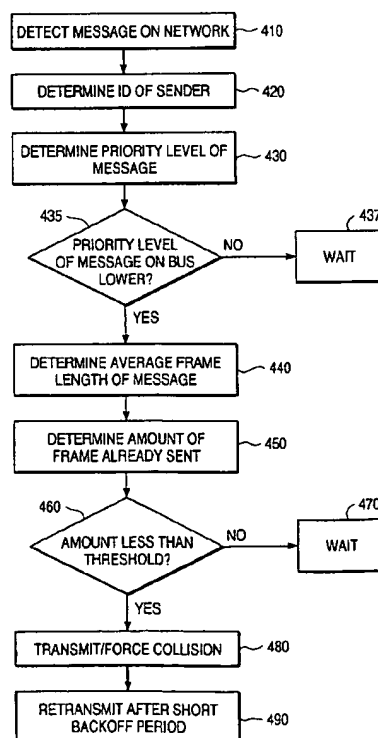 DETECT MESSAGE ON NETWORK
410
DETERMINE ID OF SENDER
420
DETERMINE PRIORITY LEVEL OF
MESSAGE
430
435
PRIORITY LEVEL
OF MESSAGE ON BUS
LOWER?
NO
437
WAIT
YES
DETERMINE AVERAGE FRAME
LENGTH OF MESSAGE
440
DETERMINE AMOUNT OF
FRAME ALREADY SENT
450
460
AMOUNT LESS THAN
THRESHOLD?
NO
470
WAIT
YES
TRANSMIT/FORCE COLLISION
480
RETRANSMIT AFTER SHORT
BACKOFF PERIOD
490